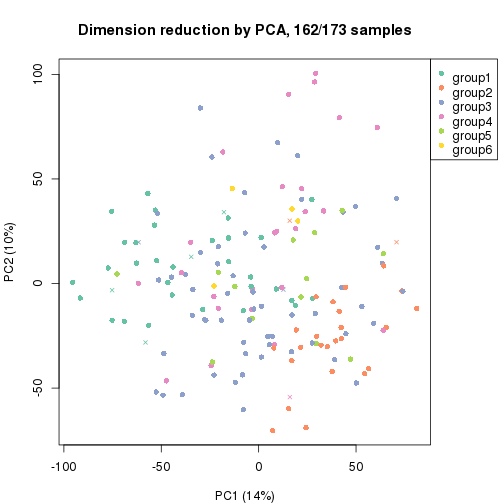 Dimension reduction by PCA, 162/173 samples
group1
group2
group3
group4
group5
group6
100
50
0
-50
PC2 (10%)
-100
-50
0
50
PC1 (14%)